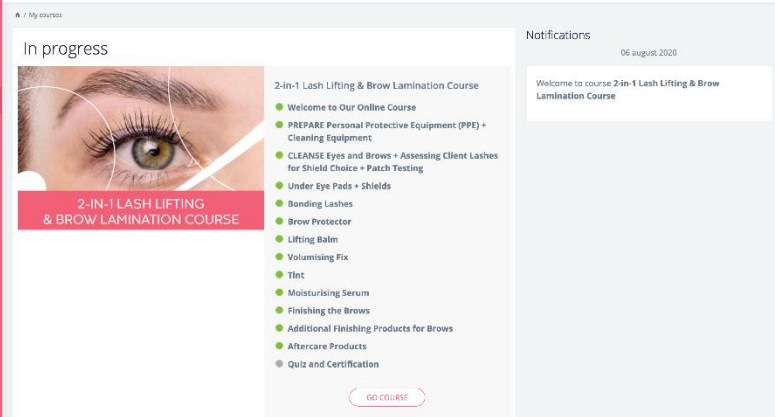 / My courses
In progress
2-IN-1 LASH LIFTING
& BROW LAMINATION COURSE
2-in-1 Lash Lifting & Brow Lamination Course
Welcome to Our Online Course
PREPARE Personal Protective Equipment (PPE) +
Cleaning Equipment
CLEANSE Eyes and Brows + Assessing Client Lashes
for Shield Choice + Patch Testing
Under Eye Pads + Shields
Bonding Lashes
Brow Protector
Lifting Balm
Volumising Fix
Tint
Moisturising Serum
Finishing the Brows
Additional Finishing Products for Brows
Aftercare Products
Quiz and Certification
GO COURSE
Notifications
06 august 2020
Welcome to course 2-in-1 Lash Lifting & Brow
Lamination Course